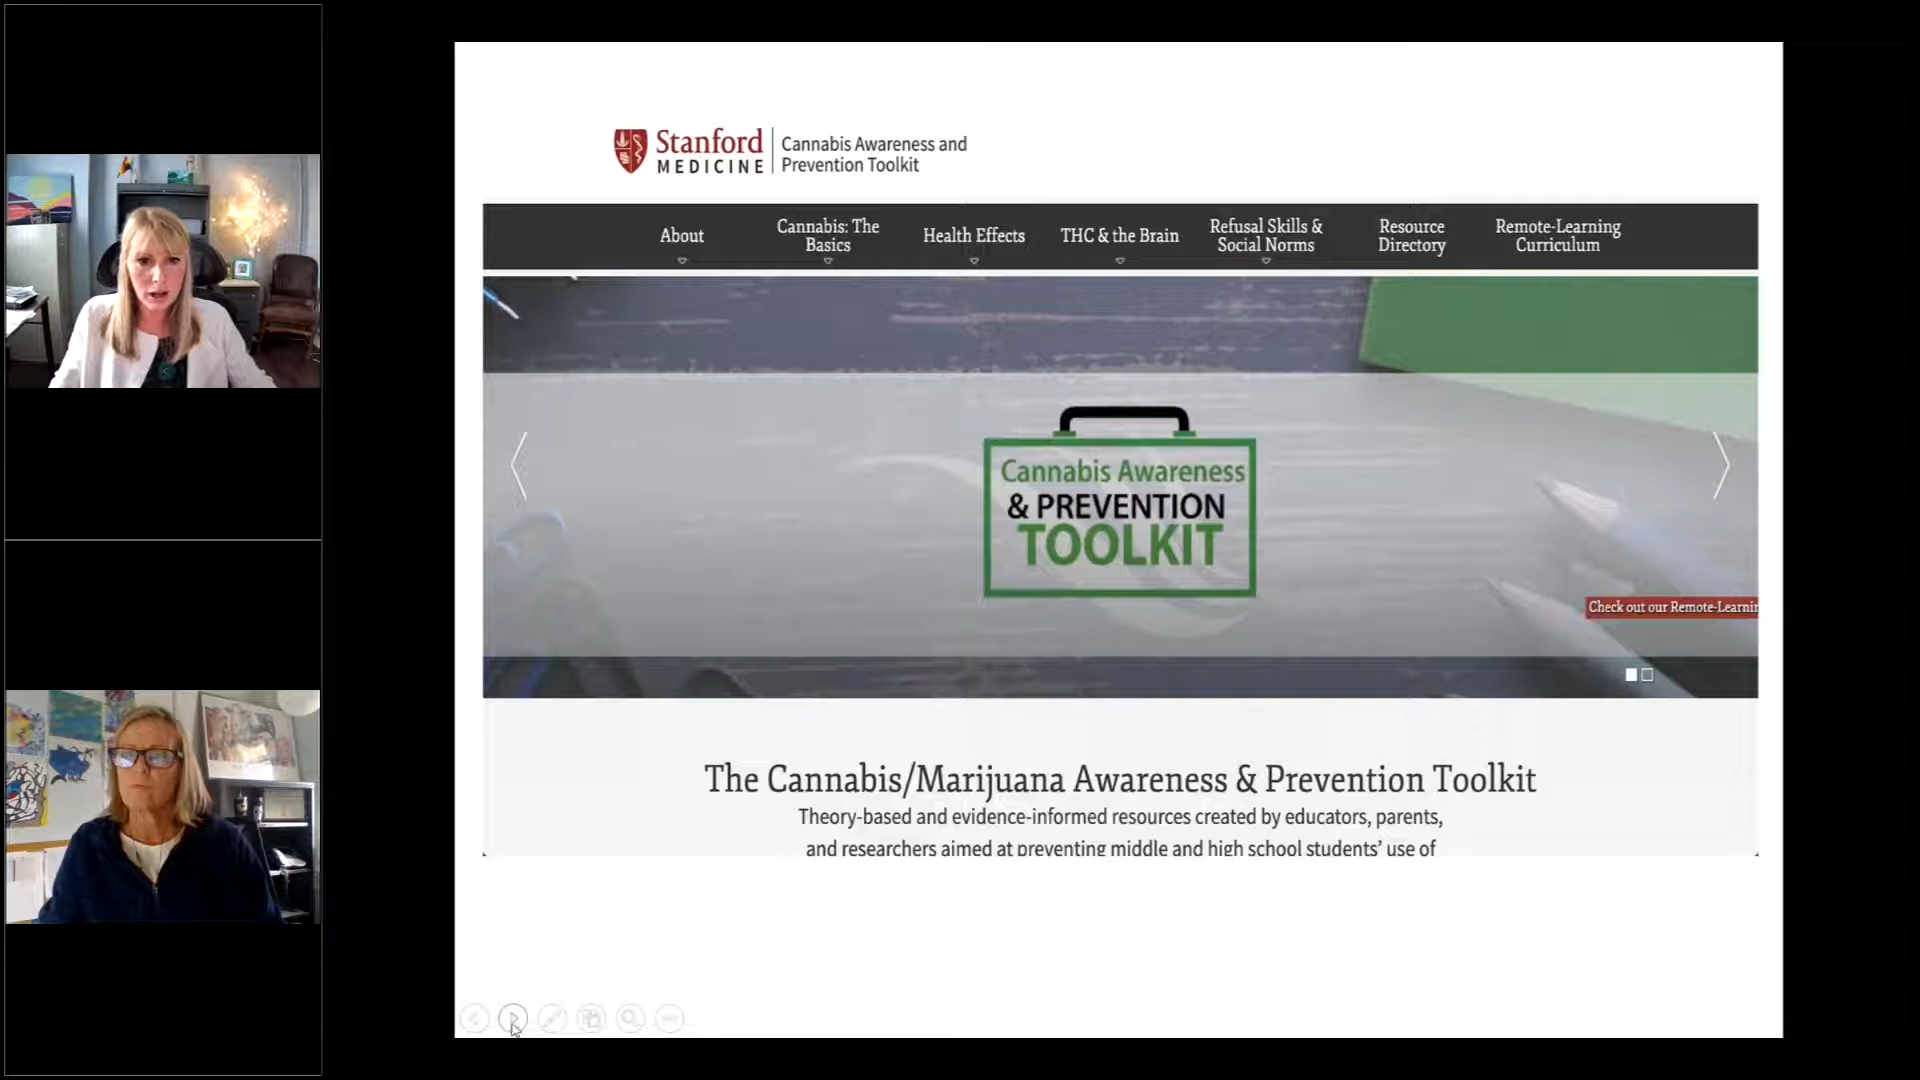 Stanford
MEDICINE
Cannabis Awareness and
Prevention Toolkit
About
Cannabis: The
Basics
Health Effects
THC & the Brain
Refusal Skills &
Social Norms
Resource
Directory
Remote-Learning
Curriculum
Cannabis Awareness
& PREVENTION
TOOLKIT
Check out our Remote-Learnin
The Cannabis/Marijuana Awareness & Prevention Toolkit
Theory-based and evidence-informed resources created by educators, parents,
and researchers aimed at preventing middle and high school students' use of